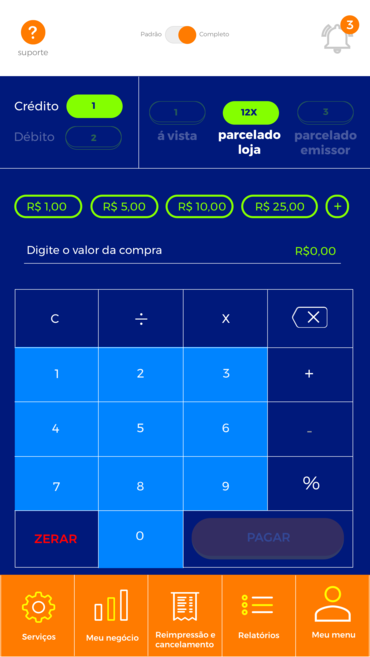 ?
3
suporte
Padrão
Completo
Crédito
1
1
12X
3
Débito
2
á vista
parcelado
loja
parcelado
emissor
R$ 1,00
R$ 5,00
R$ 10,00
R$ 25,00
+
Digite o valor da compra
R$0,00
C
÷
X
X
1
2
3
+
4
5
6
-
7
8
9
%
ZERAR
0
PAGAR
Serviços
Meu negócio
Reimpressão e
cancelamento
Relatórios
Meu menu